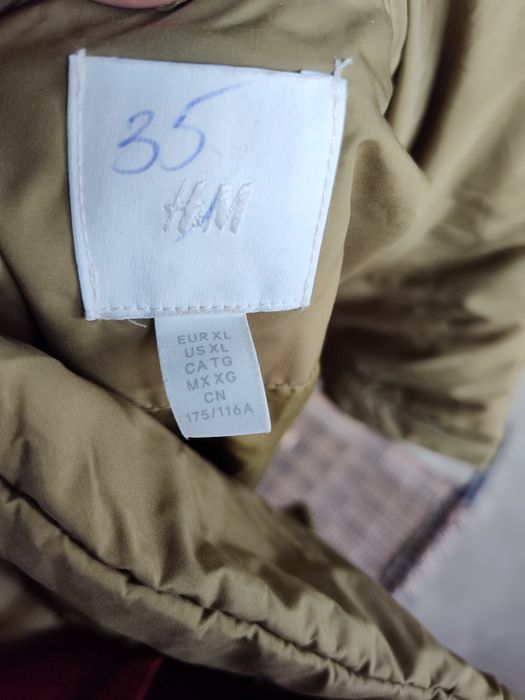 35
H&M
EUR XL
US XL
CA TG
MX XG
CN
175/116A